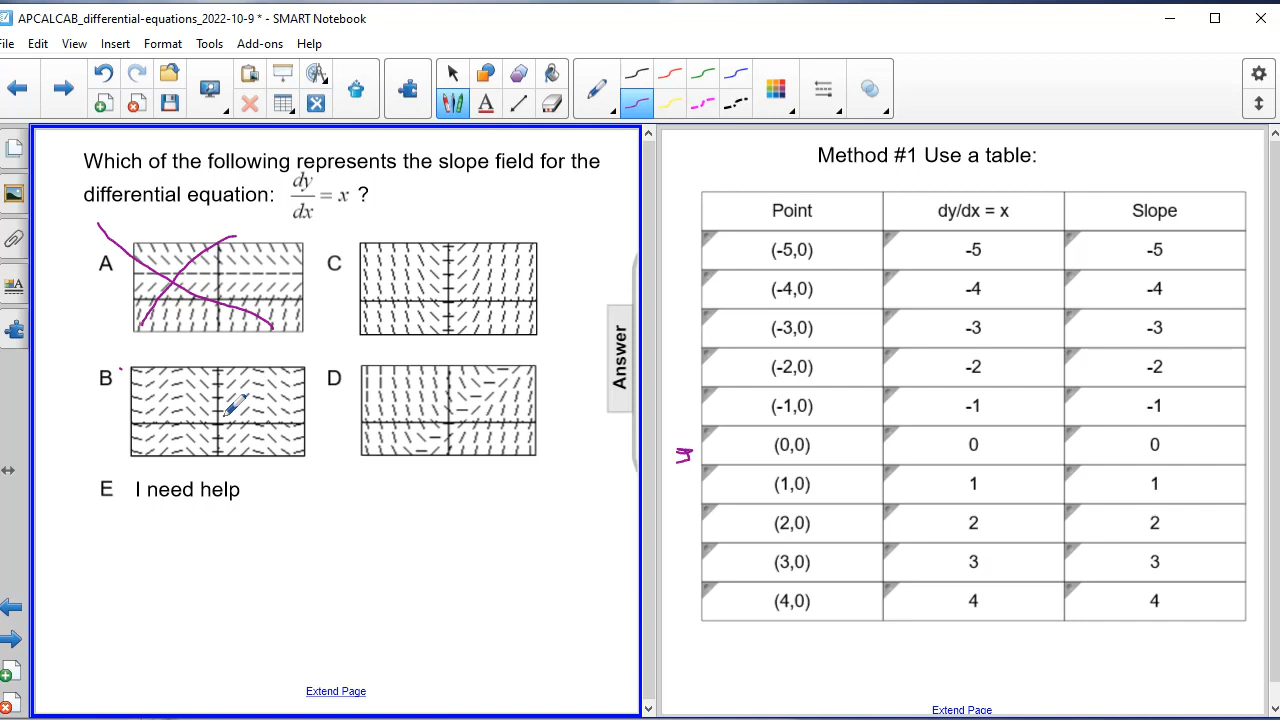 APCALCAB_differential-equations_2022-10-9 * - SMART Notebook
File Edit View Insert Format Tools Add-ons Help
Which of the following represents the slope field for the
differential equation: dy/dx = x ?
A
C
B
D
E I need help
Answer
Extend Page
Method #1 Use a table:
Point dy/dx = x Slope
(-5,0) -5 -5
(-4,0) -4 -4
(-3,0) -3 -3
(-2,0) -2 -2
(-1,0) -1 -1
(0,0) 0 0
(1,0) 1 1
(2,0) 2 2
(3,0) 3 3
(4,0) 4 4
Extend Page